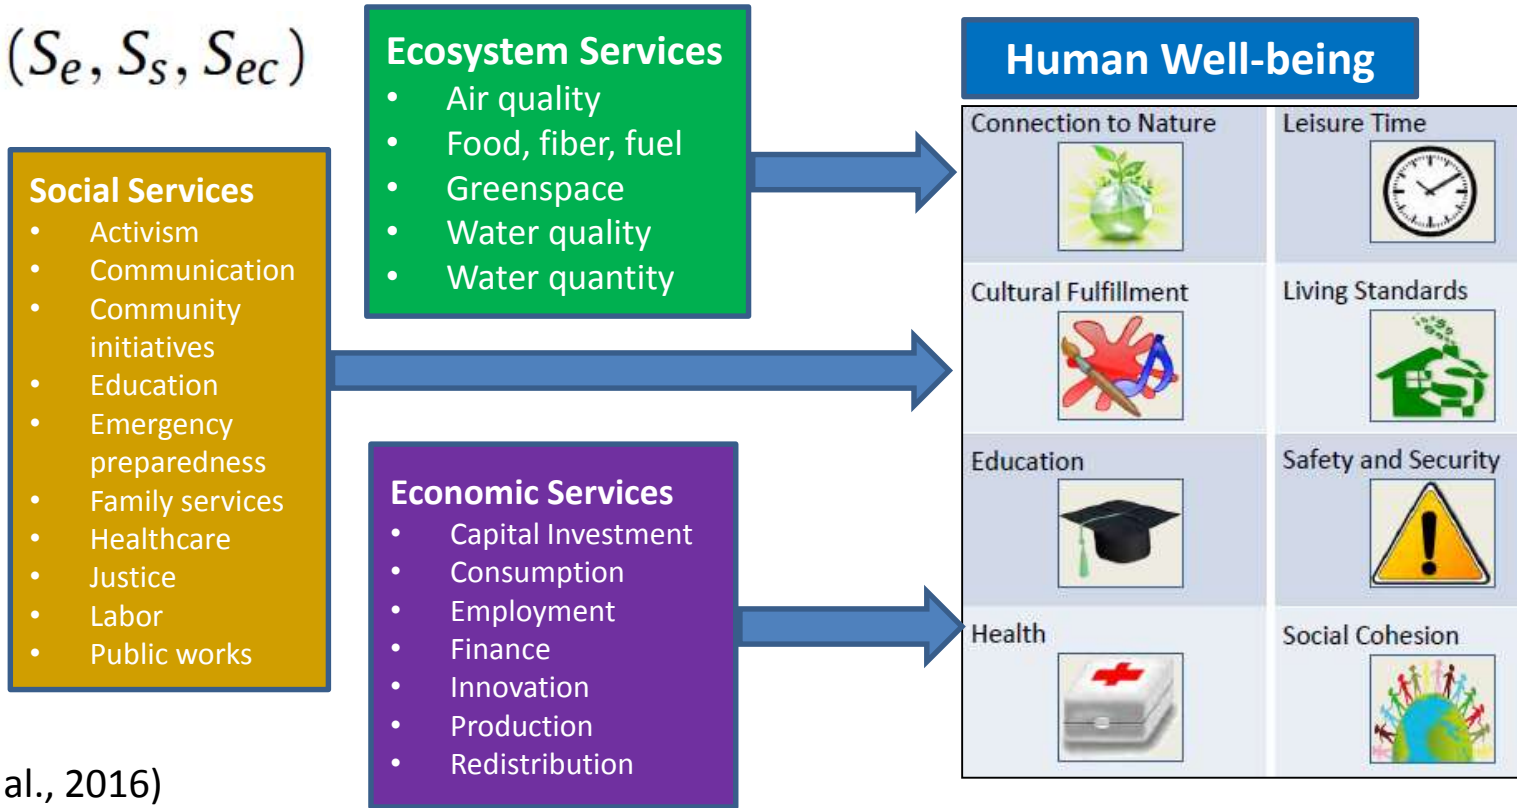 (Se, Ss, Sec)
Social Services
• Activism
• Communication
• Community
initiatives
• Education
• Emergency
preparedness
• Family services
• Healthcare
• Justice
• Labor
• Public works
Ecosystem Services
• Air quality
• Food, fiber, fuel
• Greenspace
• Water quality
• Water quantity
Economic Services
• Capital Investment
• Consumption
• Employment
• Finance
• Innovation
• Production
• Redistribution
Human Well-being
Connection to Nature
Leisure Time
Cultural Fulfillment
Living Standards
Education
Safety and Security
Health
Social Cohesion
al., 2016)